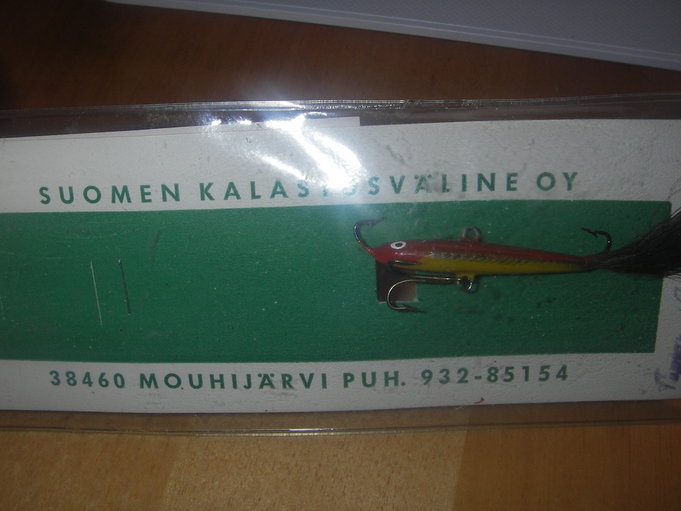 SUOMEN KALASTUSVÄLINE OY
38460 MOUHIJÄRVI PUH. 932-85154